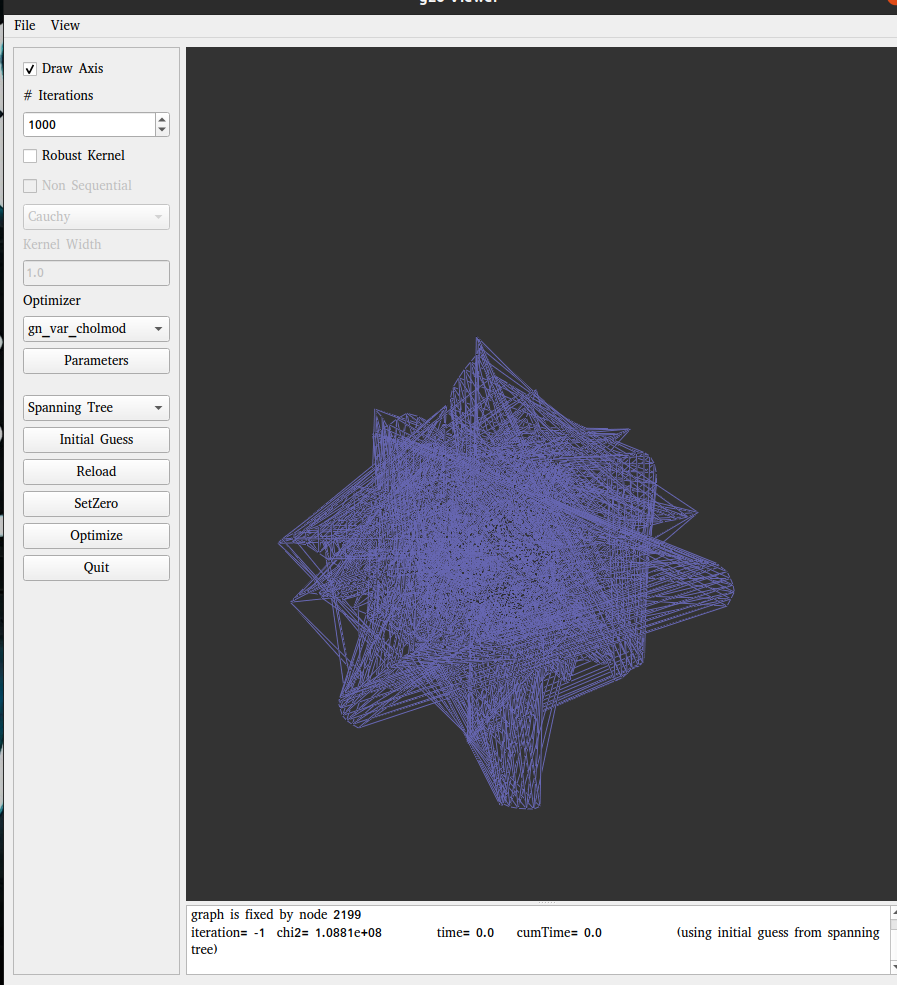 File View
Draw Axis
# Iterations
1000
Robust Kernel
Non Sequential
Cauchy
Kernel Width
1.0
Optimizer
gn_var_cholmod
Parameters
Spanning Tree
Initial Guess
Reload
SetZero
Optimize
Quit
graph is fixed by node 2199
iteration= -1 chi2= 1.0881e+08 time= 0.0 cumTime= 0.0 (using initial guess from spanning
tree)